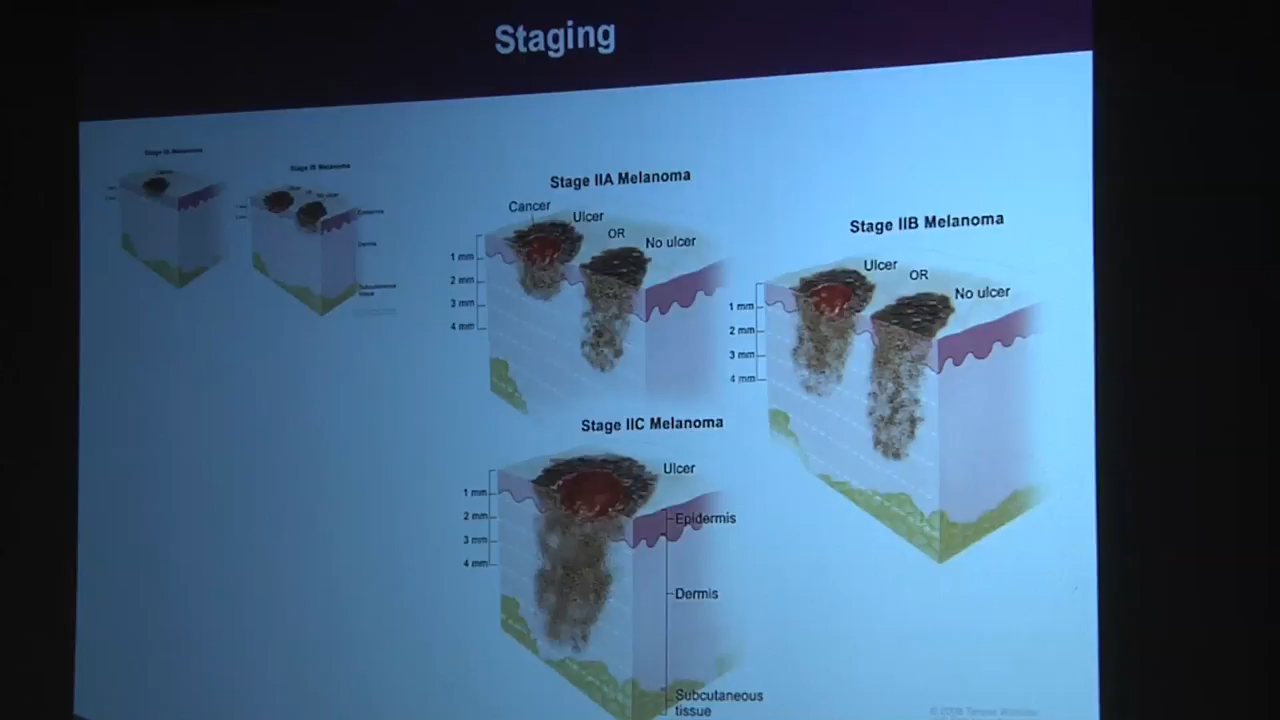 Staging
Stage IIA Melanoma
Cancer
Ulcer
OR
No ulcer
1 mm
2 mm
3 mm
4 mm
Stage IIB Melanoma
Ulcer
OR
No ulcer
1 mm
2 mm
3 mm
4 mm
Stage IIC Melanoma
Ulcer
1 mm
2 mm
3 mm
4 mm
Epidermis
Dermis
Subcutaneous
tissue